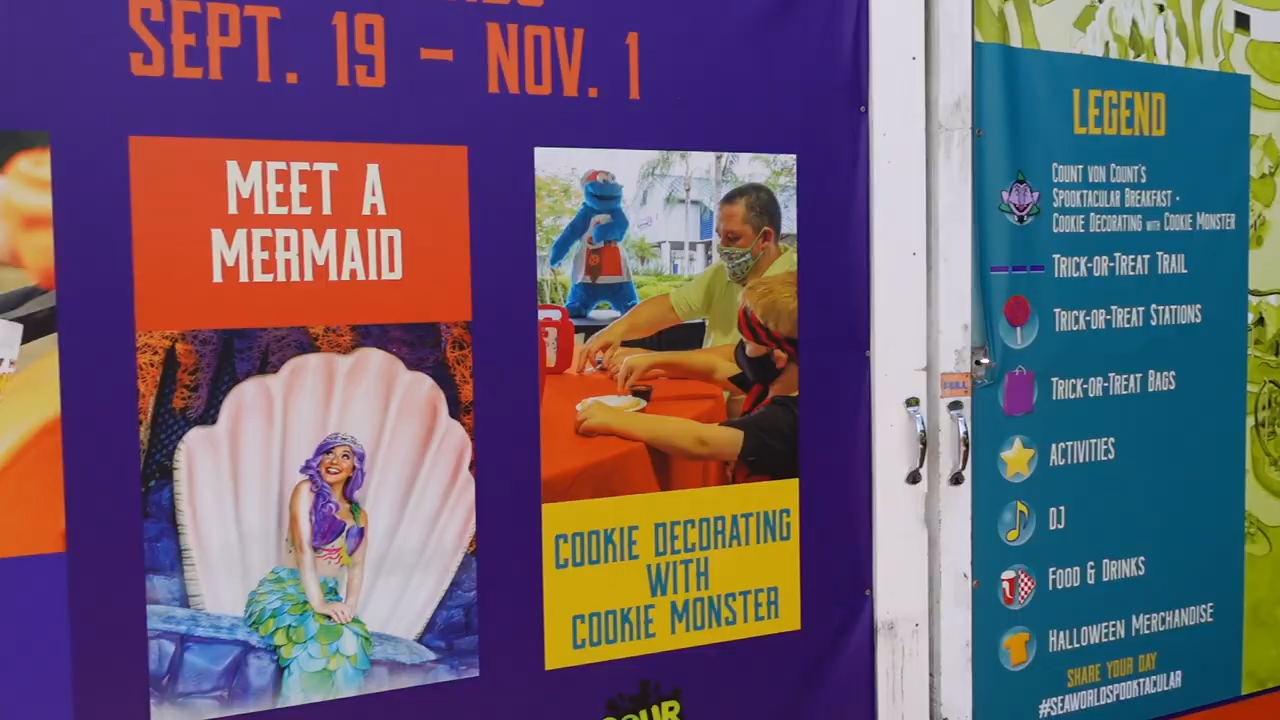 SEPT. 19 - NOV. 1
MEET A
MERMAID
COOKIE DECORATING
WITH
COOKIE MONSTER
LEGEND
COUNT VON COUNT'S
SPOOKTACULAR BREAKFAST •
COOKIE DECORATING WITH COOKIE MONSTER
TRICK-OR-TREAT TRAIL
TRICK-OR-TREAT STATIONS
TRICK-OR-TREAT BAGS
ACTIVITIES
DJ
FOOD & DRINKS
HALLOWEEN MERCHANDISE
SHARE YOUR DAY
#SEAWORLDSPOOKTACULAR
PULL